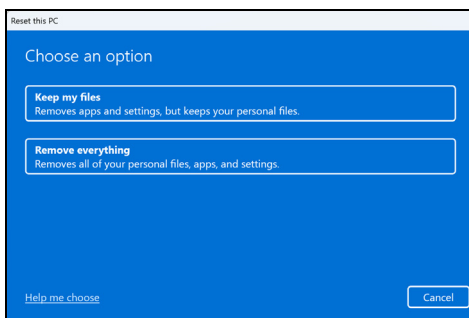 Reset this PC
Choose an option
Keep my files
Removes apps and settings, but keeps your personal files.
Remove everything
Removes all of your personal files, apps, and settings.
Help me choose
Cancel